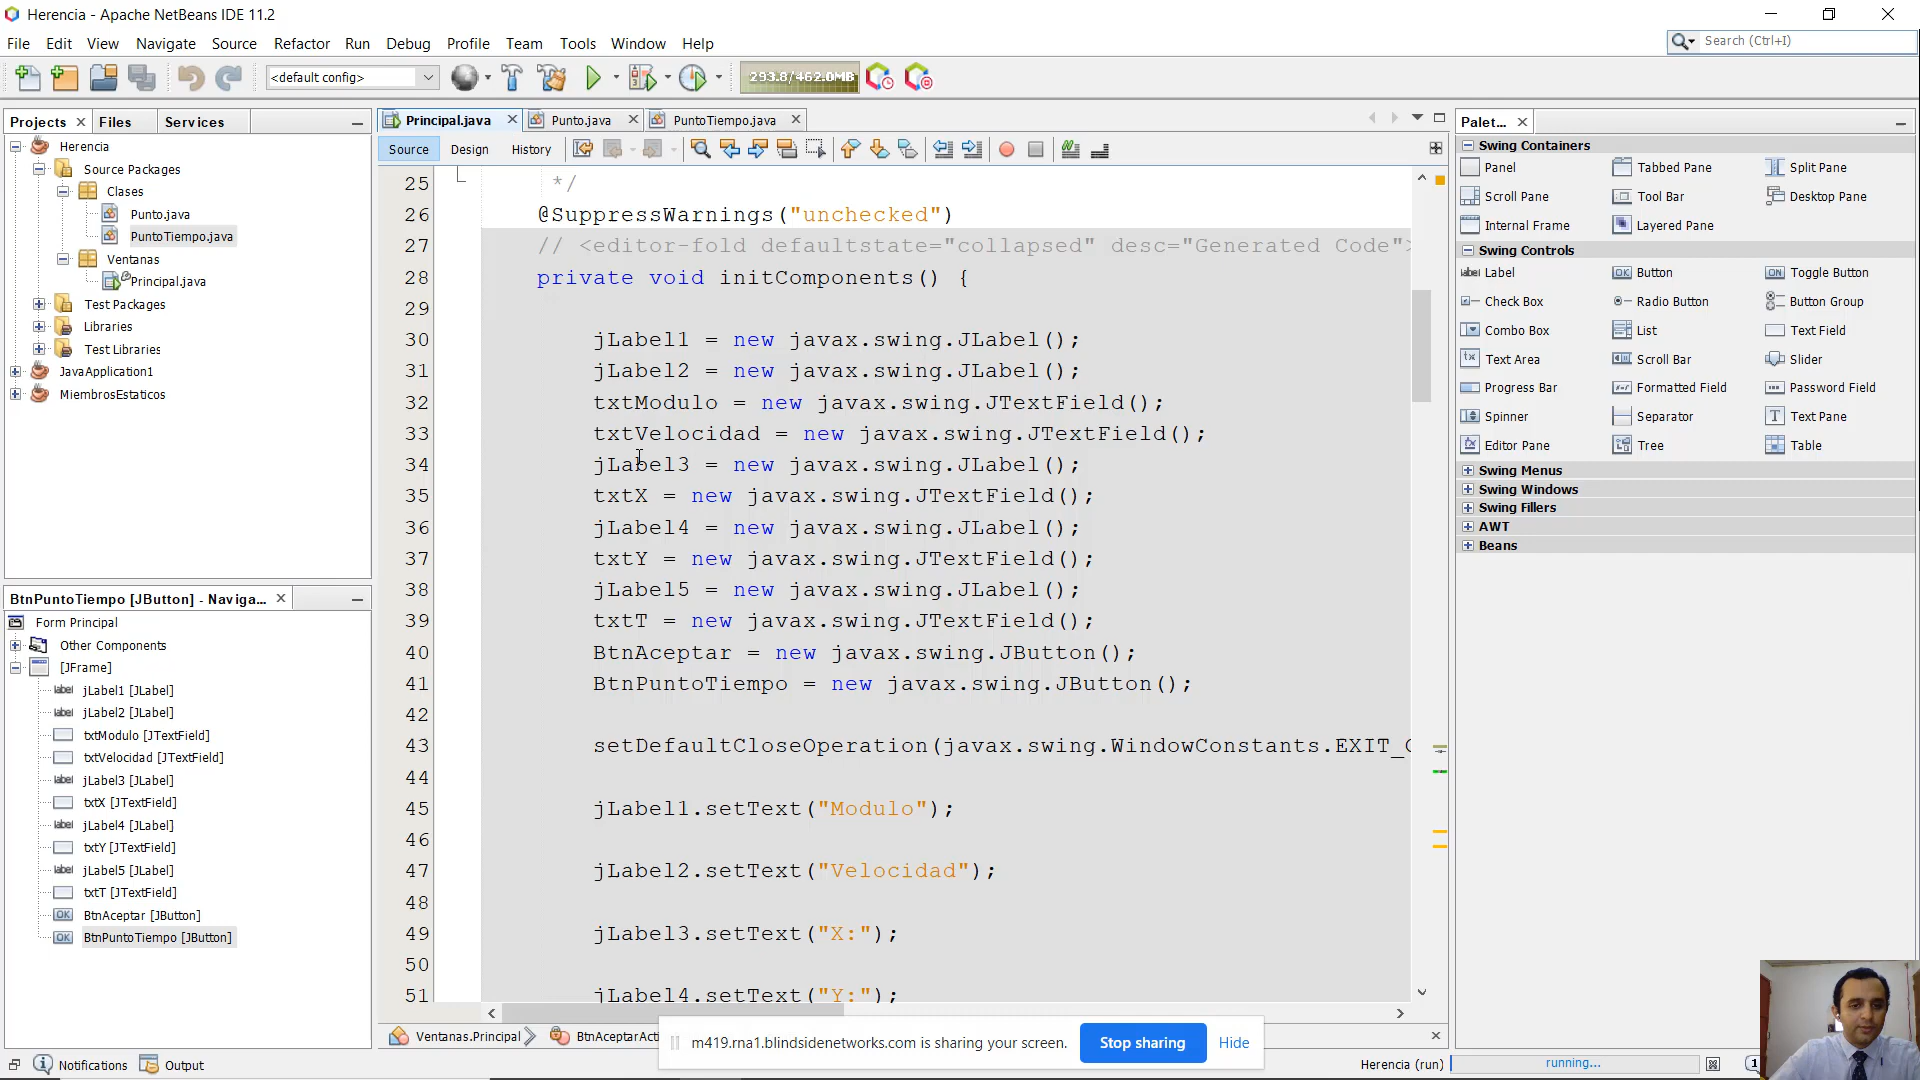 Herencia - Apache NetBeans IDE 11.2
File Edit View Navigate Source Refactor Run Debug Profile Team Tools Window Help
Search (Ctrl+I)
<default config>
293.8/462.0MB
Projects Files Services
Herencia
Source Packages
Clases
Punto.java
PuntoTiempo.java
Ventanas
Principal.java
Test Packages
Libraries
Test Libraries
JavaApplication1
MiembrosEstaticos
BtnPuntoTiempo [JButton] - Naviga...
Form Principal
Other Components
[JFrame]
label jLabel1 [JLabel]
label jLabel2 [JLabel]
txtModulo [JTextField]
txtVelocidad [JTextField]
label jLabel3 [JLabel]
txtX [JTextField]
label jLabel4 [JLabel]
txtY [JTextField]
label jLabel5 [JLabel]
txtT [JTextField]
OK BtnAceptar [JButton]
OK BtnPuntoTiempo [JButton]
Principal.java Punto.java PuntoTiempo.java
Source Design History
25 */
26 @SuppressWarnings("unchecked")
27 // <editor-fold defaultstate="collapsed" desc="Generated Code">
28 private void initComponents() {
29
30 jLabel1 = new javax.swing.JLabel();
31 jLabel2 = new javax.swing.JLabel();
32 txtModulo = new javax.swing.JTextField();
33 txtVelocidad = new javax.swing.JTextField();
34 jLabel3 = new javax.swing.JLabel();
35 txtX = new javax.swing.JTextField();
36 jLabel4 = new javax.swing.JLabel();
37 txtY = new javax.swing.JTextField();
38 jLabel5 = new javax.swing.JLabel();
39 txtT = new javax.swing.JTextField();
40 BtnAceptar = new javax.swing.JButton();
41 BtnPuntoTiempo = new javax.swing.JButton();
42
43 setDefaultCloseOperation(javax.swing.WindowConstants.EXIT_
44
45 jLabel1.setText("Modulo");
46
47 jLabel2.setText("Velocidad");
48
49 jLabel3.setText("X:");
50
51 jLabel4.setText("Y:");
Palet...
Swing Containers
Panel Tabbed Pane Split Pane
Scroll Pane Tool Bar Desktop Pane
Internal Frame Layered Pane
Swing Controls
label Label OK Button ON Toggle Button
Check Box Radio Button Button Group
Combo Box List Text Field
Text Area Scroll Bar Slider
Progress Bar Formatted Field Password Field
Spinner Separator Text Pane
Editor Pane Tree Table
Swing Menus
Swing Windows
Swing Fillers
AWT
Beans
Ventanas.Principal BtnAceptarActi
m419.rna1.blindsidenetworks.com is sharing your screen. Stop sharing Hide
Notifications Output
Herencia (run) running...